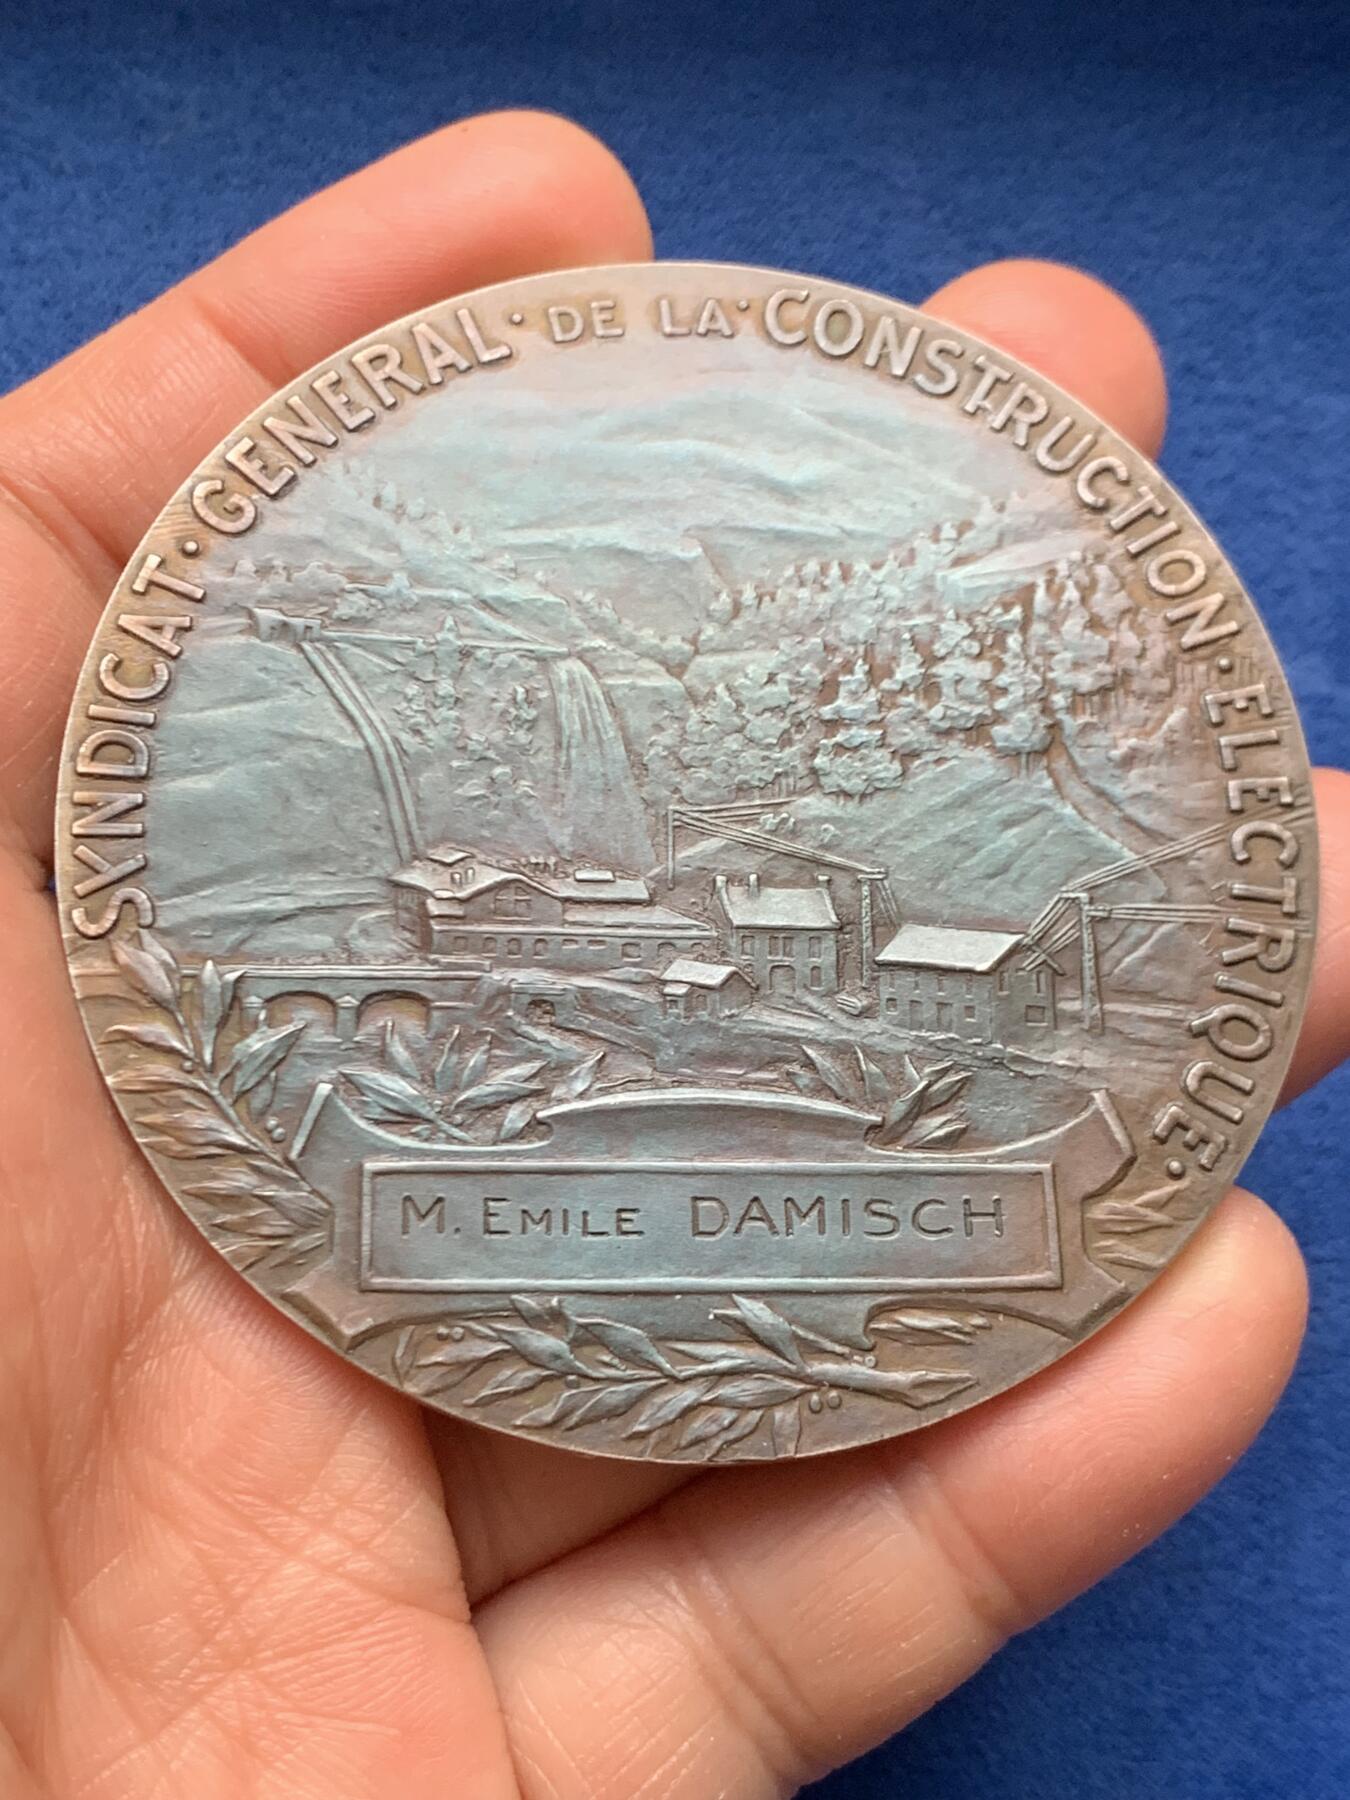 SYNDICAT · GENERAL · DE LA · CONSTRUCTION · ELECTRIQUE ·
M. EMILE DAMISCH